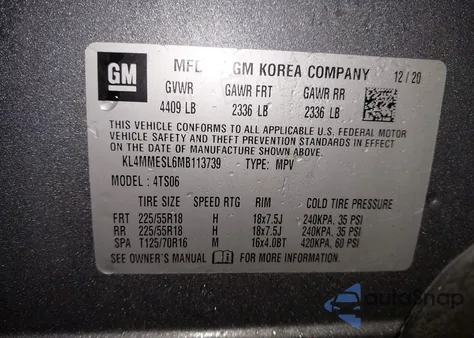 GM MFD GM KOREA COMPANY 12/20
GVWR GAWR FRT GAWR RR
4409 LB 2336 LB 2336 LB
THIS VEHICLE CONFORMS TO ALL APPLICABLE U.S. FEDERAL MOTOR
VEHICLE SAFETY AND THEFT PREVENTION STANDARDS IN EFFECT ON
THE DATE OF MANUFACTURE SHOWN ABOVE.
KL4MMESL6MB113739 TYPE: MPV
MODEL: 4TS06
TIRE SIZE SPEED RTG RIM COLD TIRE PRESSURE
FRT 225/55R18 H 18x7.5J 240KPA, 35 PSI
RR 225/55R18 H 18x7.5J 240KPA, 35 PSI
SPA T125/70R16 M 16x4.0BT 420KPA, 60 PSI
SEE OWNER'S MANUAL FOR MORE INFORMATION.
autoSnap